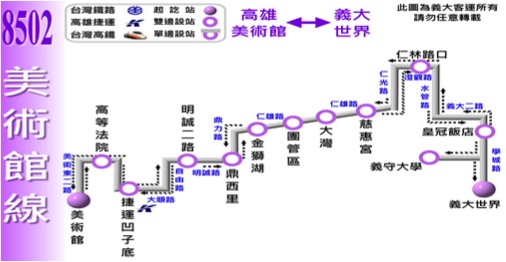 8502
美術館線
台灣鐵路
起訖站
高雄捷運
雙邊設站
台灣高鐵
單邊設站
高雄
美術館
義大
世界
此圖為義大客運所有
請勿任意轉載
仁林路口
澄觀路
仁光路
水管路
義大二路
皇冠飯店
學城路
義守大學
義大世界
慈惠宮
仁雄路
大灣
團管區
仁雄路
金獅湖
鼎力路
鼎西里
明誠路
明誠二路
自由路
大順路
捷運凹子底
高等法院
美術東二路
美術館